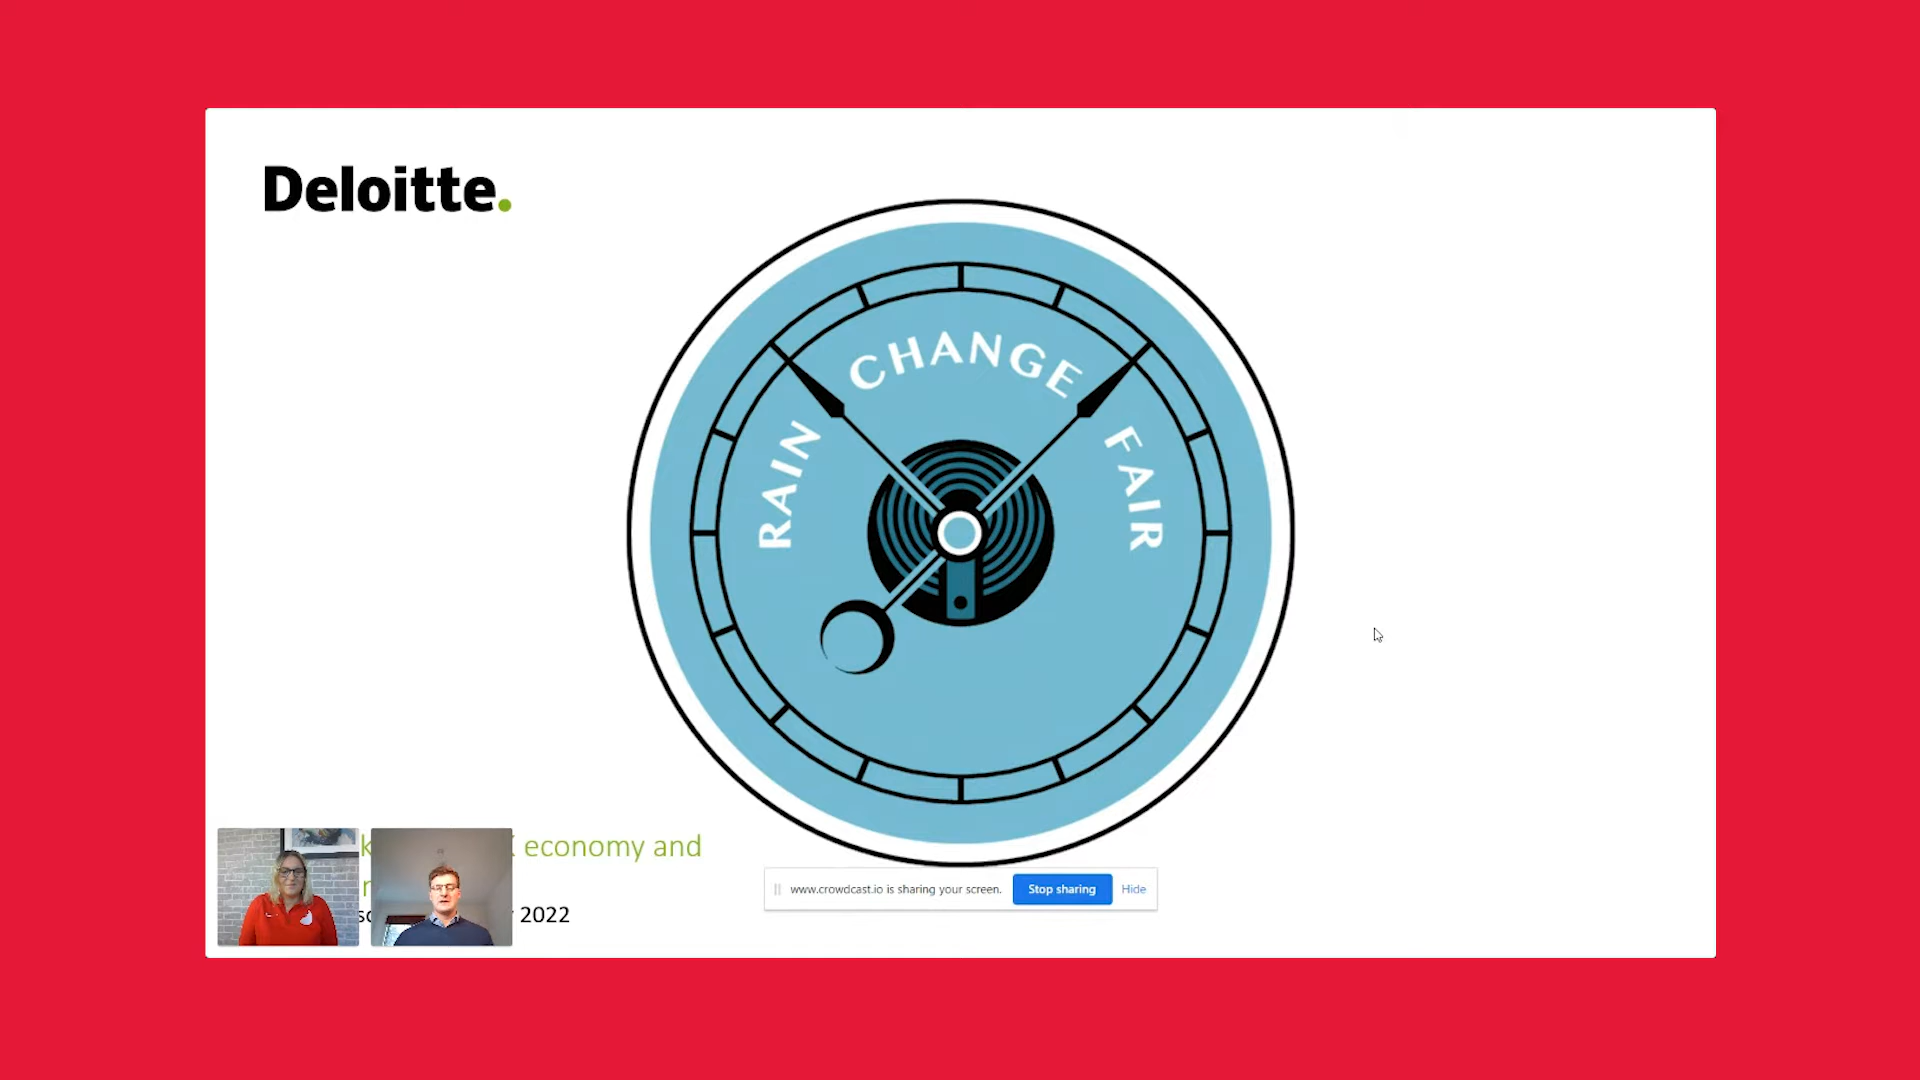 Deloitte.
CHANGE
RAIN
FAIR
economy and
2022
www.crowdcast.io is sharing your screen.
Stop sharing
Hide